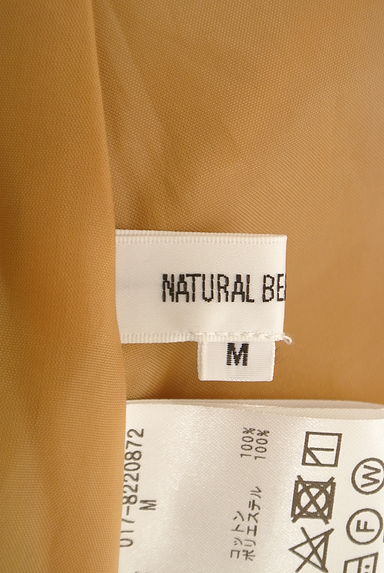 NATURAL BE
M
017-8220872
M
コットン 100%
ポリエステル 100%
F
W